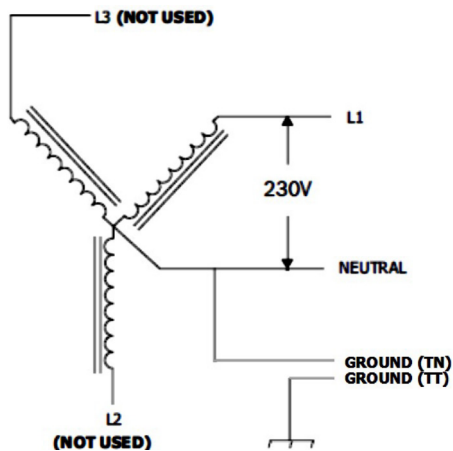 L3 (NOT USED)
L1
230V
NEUTRAL
GROUND (TN)
GROUND (TT)
L2
(NOT USED)